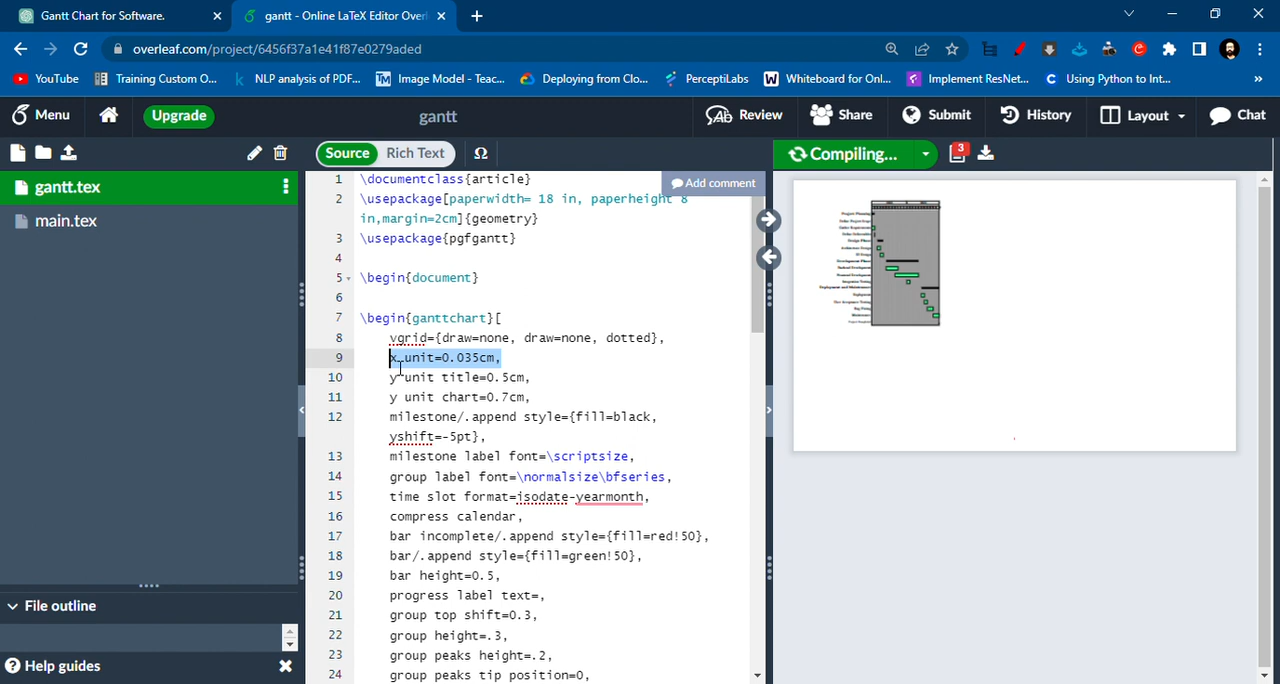 Gantt Chart for Software.
gantt - Online LaTeX Editor Over
overleaf.com/project/6456f37a1e41f87e0279aded
YouTube
Training Custom O...
NLP analysis of PDF...
Image Model - Teac...
Deploying from Clo...
PerceptiLabs
Whiteboard for Onl...
Implement ResNet...
Using Python to Int...
Menu
Upgrade
gantt
Review
Share
Submit
History
Layout
Chat
Source
Rich Text
Ω
Compiling...
3
gantt.tex
main.tex
Add comment
1 \documentclass{article}
2 \usepackage[paperwidth= 18 in, paperheight 8
in,margin=2cm]{geometry}
3 \usepackage{pgfgantt}
4
5 \begin{document}
6
7 \begin{ganttchart}[
8 vgrid={draw=none, draw=none, dotted},
9 x unit=0.035cm,
10 y unit title=0.5cm,
11 y unit chart=0.7cm,
12 milestone/.append style={fill=black,
yshift=-5pt},
13 milestone label font=\scriptsize,
14 group label font=\normalsize\bfseries,
15 time slot format=isodate-yearmonth,
16 compress calendar,
17 bar incomplete/.append style={fill=red!50},
18 bar/.append style={fill=green!50},
19 bar height=0.5,
20 progress label text=,
21 group top shift=0.3,
22 group height=.3,
23 group peaks height=.2,
24 group peaks tip position=0,
File outline
Help guides